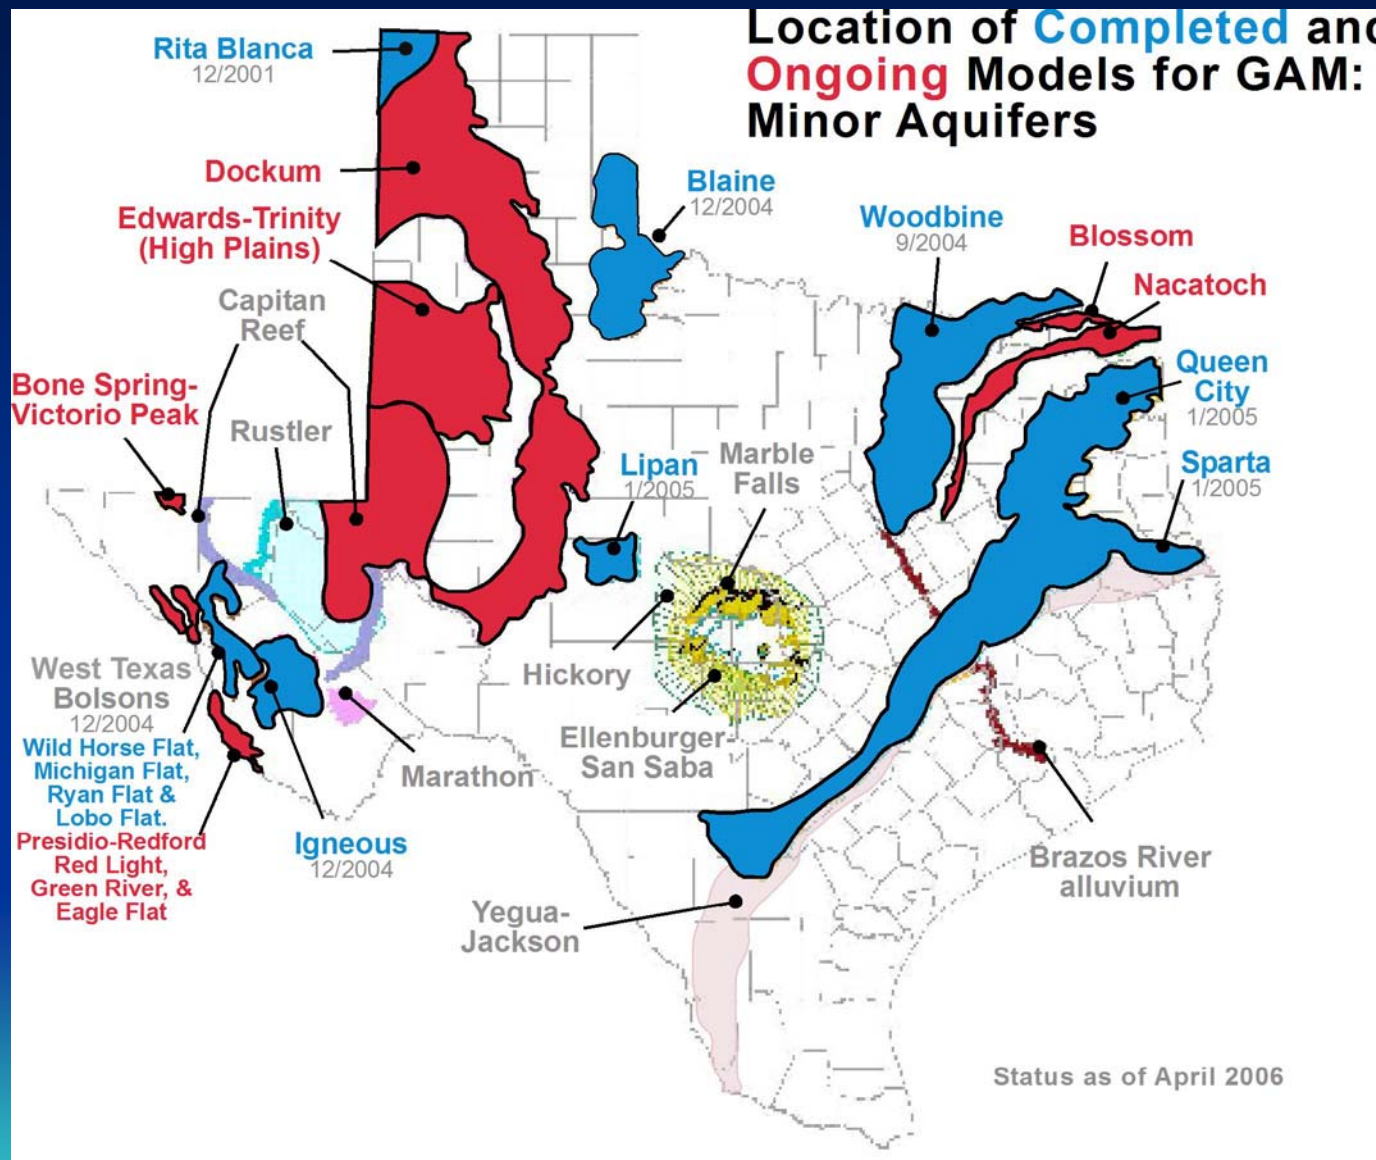 Location of Completed and
Ongoing Models for GAM:
Minor Aquifers
Rita Blanca
12/2001
Dockum
Edwards-Trinity
(High Plains)
Capitan
Reef
Bone Spring-
Victorio Peak
Rustler
Blaine
12/2004
Woodbine
9/2004
Blossom
Nacatoch
Queen
City
1/2005
Sparta
1/2005
Lipan
1/2005
Marble
Falls
Hickory
Ellenburger-
San Saba
West Texas
Bolsons
12/2004
Wild Horse Flat,
Michigan Flat,
Ryan Flat &
Lobo Flat.
Presidio-Redford
Red Light,
Green River, &
Eagle Flat
Igneous
12/2004
Marathon
Yegua-
Jackson
Brazos River
alluvium
Status as of April 2006